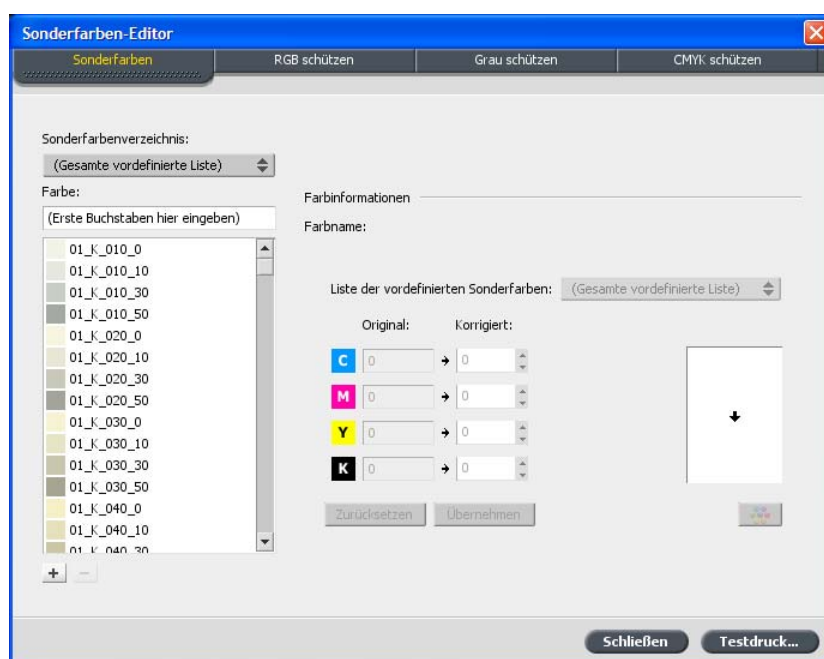 Sonderfarben-Editor
Sonderfarben
RGB schützen
Grau schützen
CMYK schützen
Sonderfarbenverzeichnis:
(Gesamte vordefinierte Liste)
Farbe:
(Erste Buchstaben hier eingeben)
01_K_010_0
01_K_010_10
01_K_010_30
01_K_010_50
01_K_020_0
01_K_020_10
01_K_020_30
01_K_020_50
01_K_030_0
01_K_030_10
01_K_030_30
01_K_030_50
01_K_040_0
01_K_040_10
01_K_040_30
+ −
Farbinformationen
Farbname:
Liste der vordefinierten Sonderfarben: (Gesamte vordefinierte Liste)
Original: Korrigiert:
C 0 0
M 0 0
Y 0 0
K 0 0
Zurücksetzen Übernehmen
Schließen Testdruck...